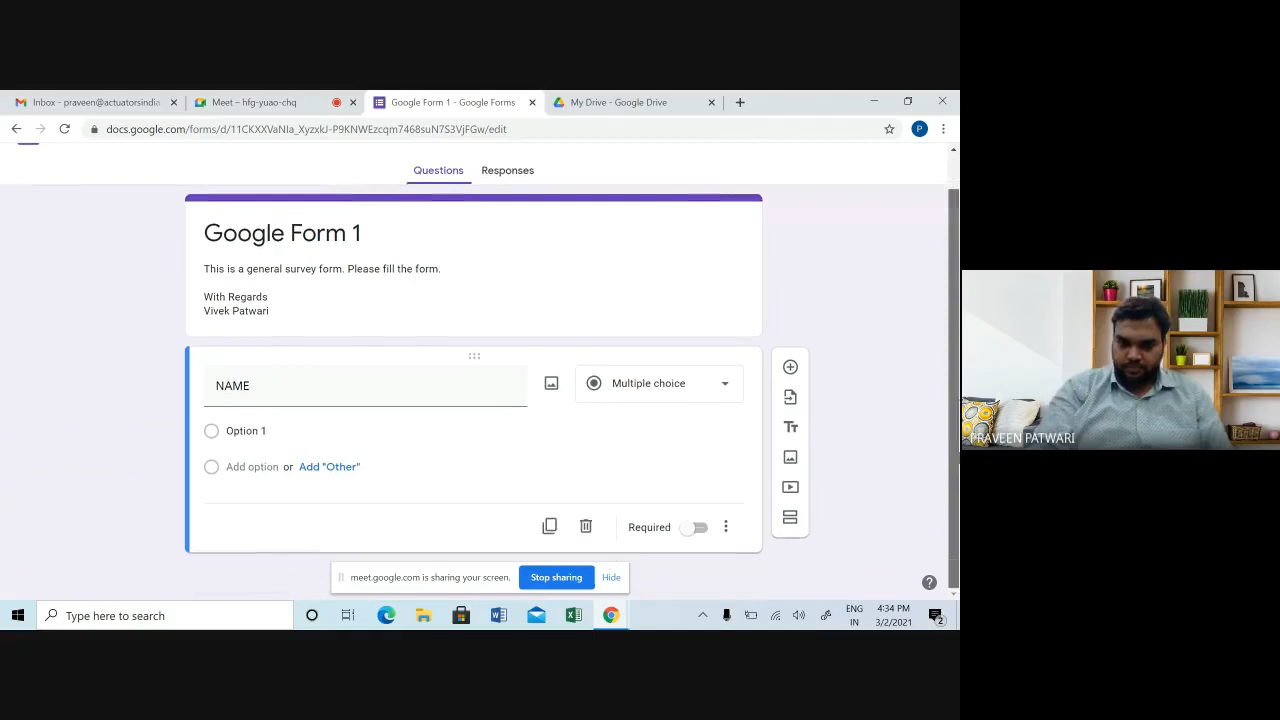 Inbox - praveen@actuatorsindia
Meet – hfg-yuao-chq
Google Form 1 - Google Forms
My Drive - Google Drive
docs.google.com/forms/d/11CKXXVaNIa_XyzxkJ-P9KNWEzcqm7468suN7S3VjFGw/edit
P
Questions
Responses
Google Form 1
This is a general survey form. Please fill the form.
With Regards
Vivek Patwari
NAME
Multiple choice
Option 1
Add option or Add "Other"
Tт
Required
meet.google.com is sharing your screen.
Stop sharing
Hide
Type here to search
ENG
IN
4:34 PM
3/2/2021
2
PRAVEEN PATWARI